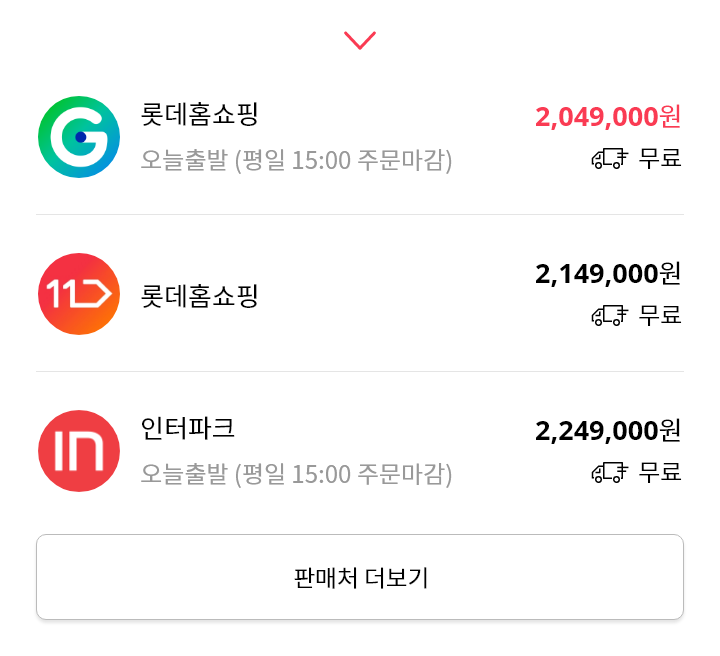 롯데홈쇼핑
2,049,000원
오늘출발 (평일 15:00 주문마감)
무료
롯데홈쇼핑
2,149,000원
무료
인터파크
2,249,000원
오늘출발 (평일 15:00 주문마감)
무료
판매처 더보기